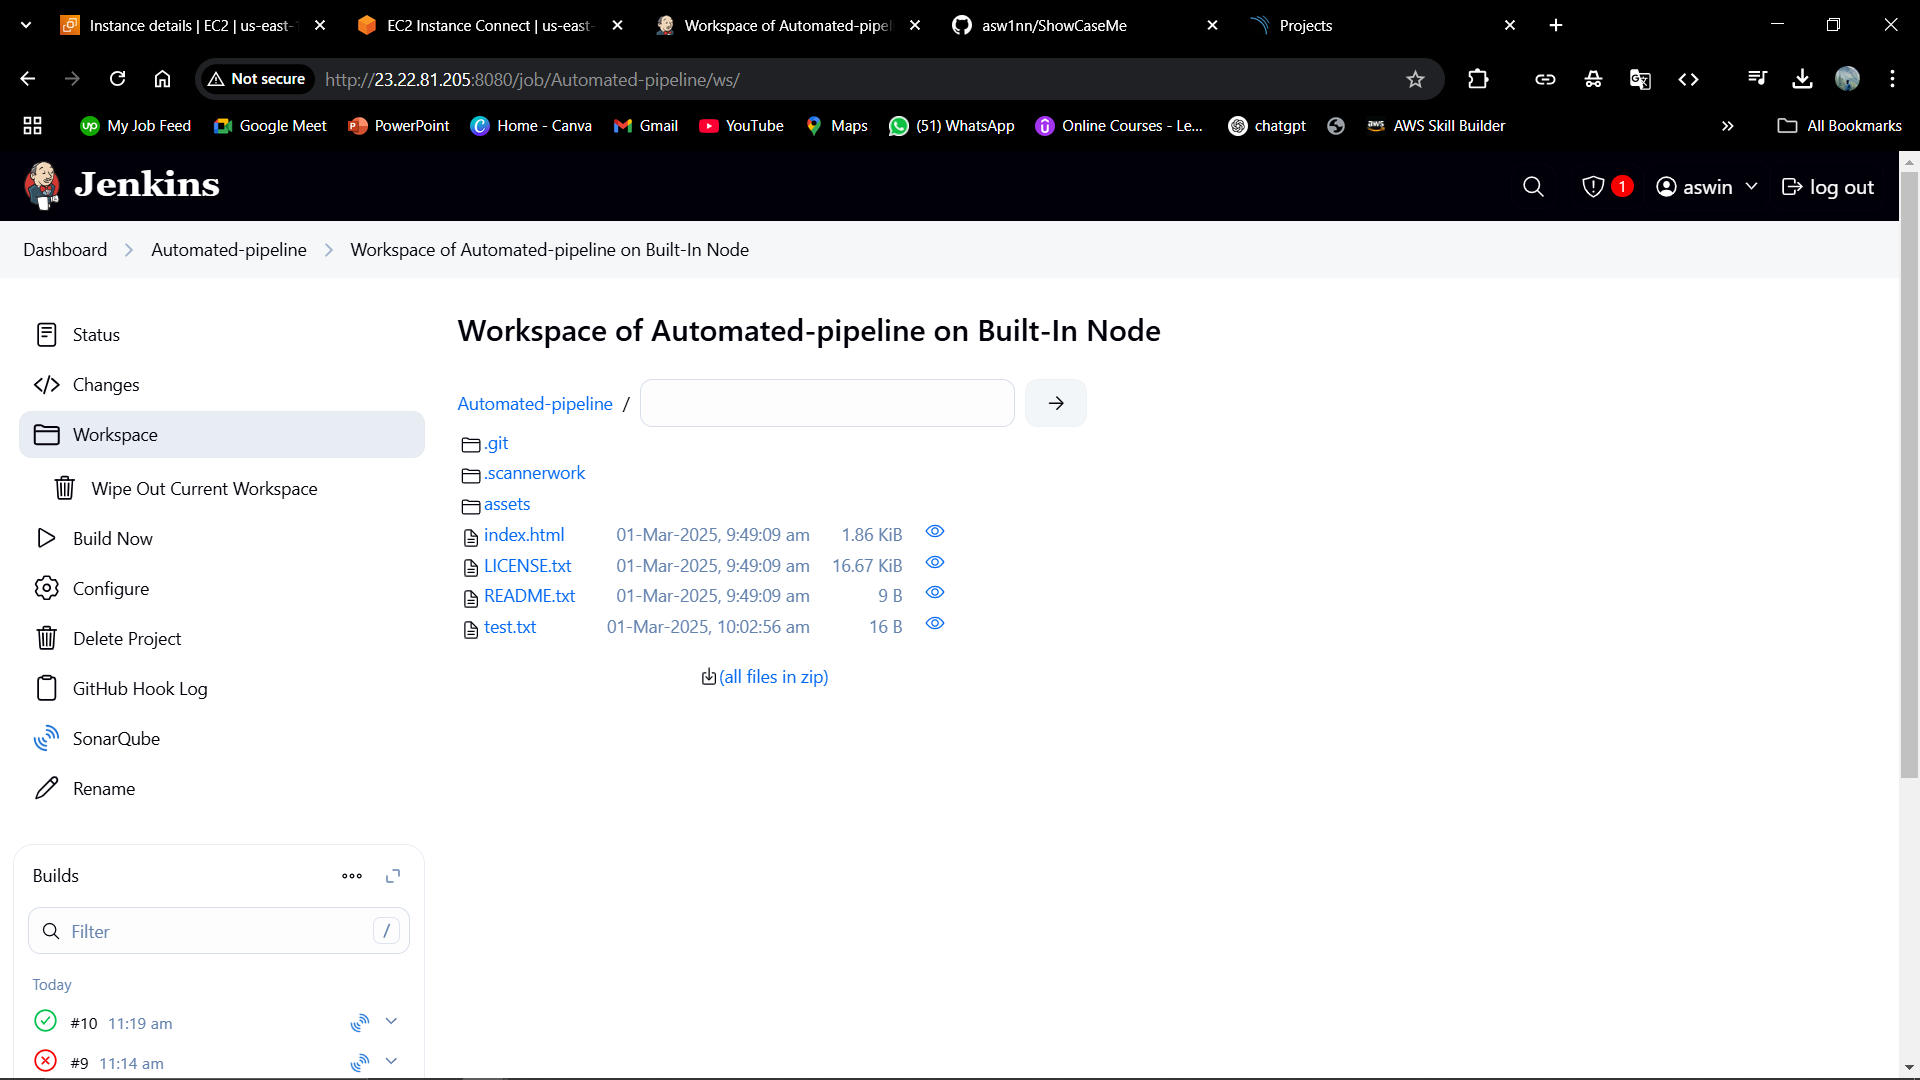 Instance details | EC2 | us-east-1
EC2 Instance Connect | us-east-
Workspace of Automated-pipel
asw1nn/ShowCaseMe
Projects
Not secure
http://23.22.81.205:8080/job/Automated-pipeline/ws/
My Job Feed
Google Meet
PowerPoint
Home - Canva
Gmail
YouTube
Maps
(51) WhatsApp
Online Courses - Le...
chatgpt
AWS Skill Builder
All Bookmarks
Jenkins
1
aswin
log out
Dashboard
Automated-pipeline
Workspace of Automated-pipeline on Built-In Node
Status
Changes
Workspace
Wipe Out Current Workspace
Build Now
Configure
Delete Project
GitHub Hook Log
SonarQube
Rename
Workspace of Automated-pipeline on Built-In Node
Automated-pipeline /
.git
.scannerwork
assets
index.html 01-Mar-2025, 9:49:09 am 1.86 KiB
LICENSE.txt 01-Mar-2025, 9:49:09 am 16.67 KiB
README.txt 01-Mar-2025, 9:49:09 am 9 B
test.txt 01-Mar-2025, 10:02:56 am 16 B
(all files in zip)
Builds
Filter /
Today
#10 11:19 am
#9 11:14 am